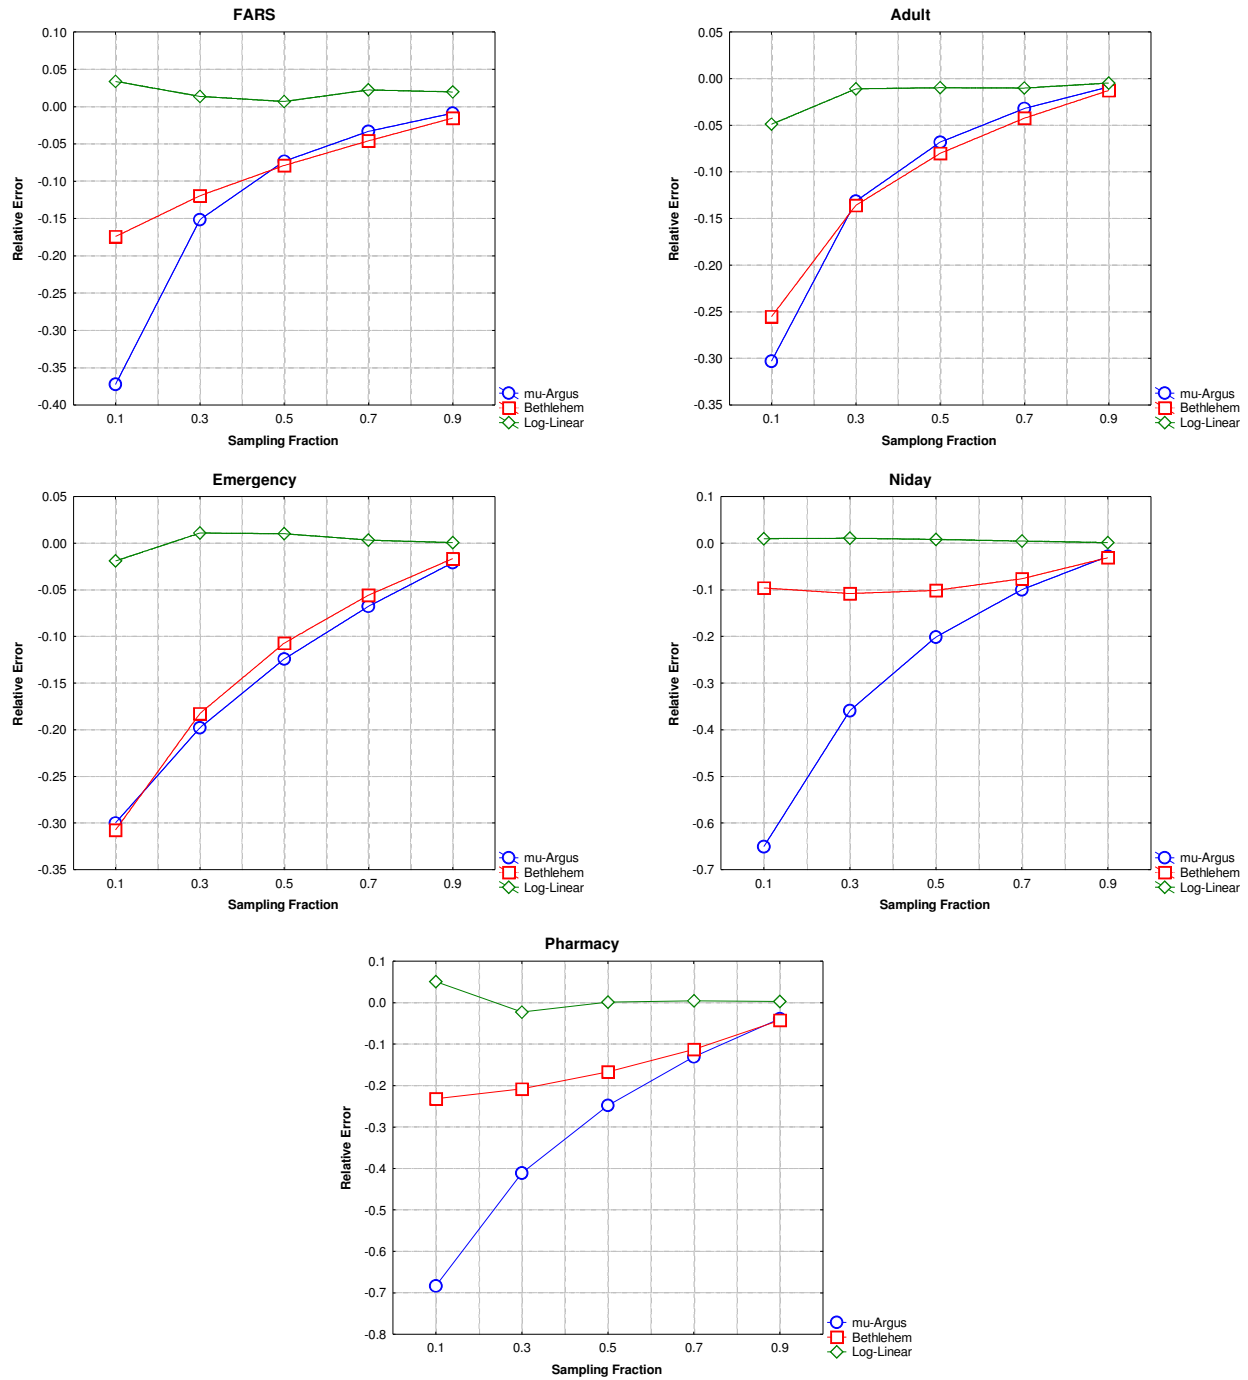 FARS
0.10
0.05
0.00
-0.05
-0.10
-0.15
-0.20
-0.25
-0.30
-0.35
-0.40
Relative Error
0.1 0.3 0.5 0.7 0.9
Sampling Fraction
mu-Argus
Bethlehem
Log-Linear
Adult
0.05
0.00
-0.05
-0.10
-0.15
-0.20
-0.25
-0.30
-0.35
Relative Error
0.1 0.3 0.5 0.7 0.9
Samplong Fraction
mu-Argus
Bethlehem
Log-Linear
Emergency
0.05
0.00
-0.05
-0.10
-0.15
-0.20
-0.25
-0.30
-0.35
Relative Error
0.1 0.3 0.5 0.7 0.9
Sampling Fraction
mu-Argus
Bethlehem
Log-Linear
Niday
0.1
0.0
-0.1
-0.2
-0.3
-0.4
-0.5
-0.6
-0.7
Relative Error
0.1 0.3 0.5 0.7 0.9
Sampling Fraction
mu-Argus
Bethlehem
Log-Linear
Pharmacy
0.1
0.0
-0.1
-0.2
-0.3
-0.4
-0.5
-0.6
-0.7
-0.8
Relative Error
0.1 0.3 0.5 0.7 0.9
Sampling Fraction
mu-Argus
Bethlehem
Log-Linear